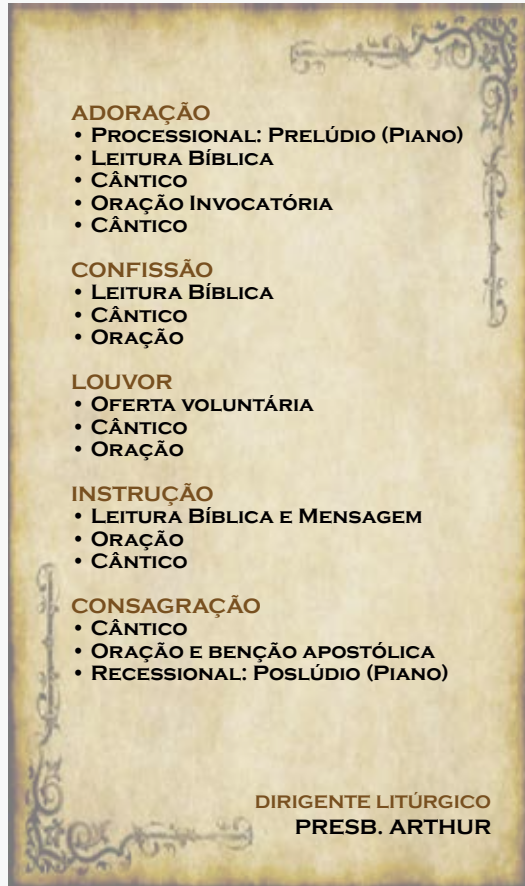 ADORAÇÃO
• Processional: Prelúdio (Piano)
• Leitura Bíblica
• Cântico
• Oração Invocatória
• Cântico
CONFISSÃO
• Leitura Bíblica
• Cântico
• Oração
LOUVOR
• Oferta voluntária
• Cântico
• Oração
INSTRUÇÃO
• Leitura Bíblica e Mensagem
• Oração
• Cântico
CONSAGRAÇÃO
• Cântico
• Oração e benção apostólica
• Recessional: Poslúdio (Piano)
DIRIGENTE LITÚRGICO
PRESB. ARTHUR